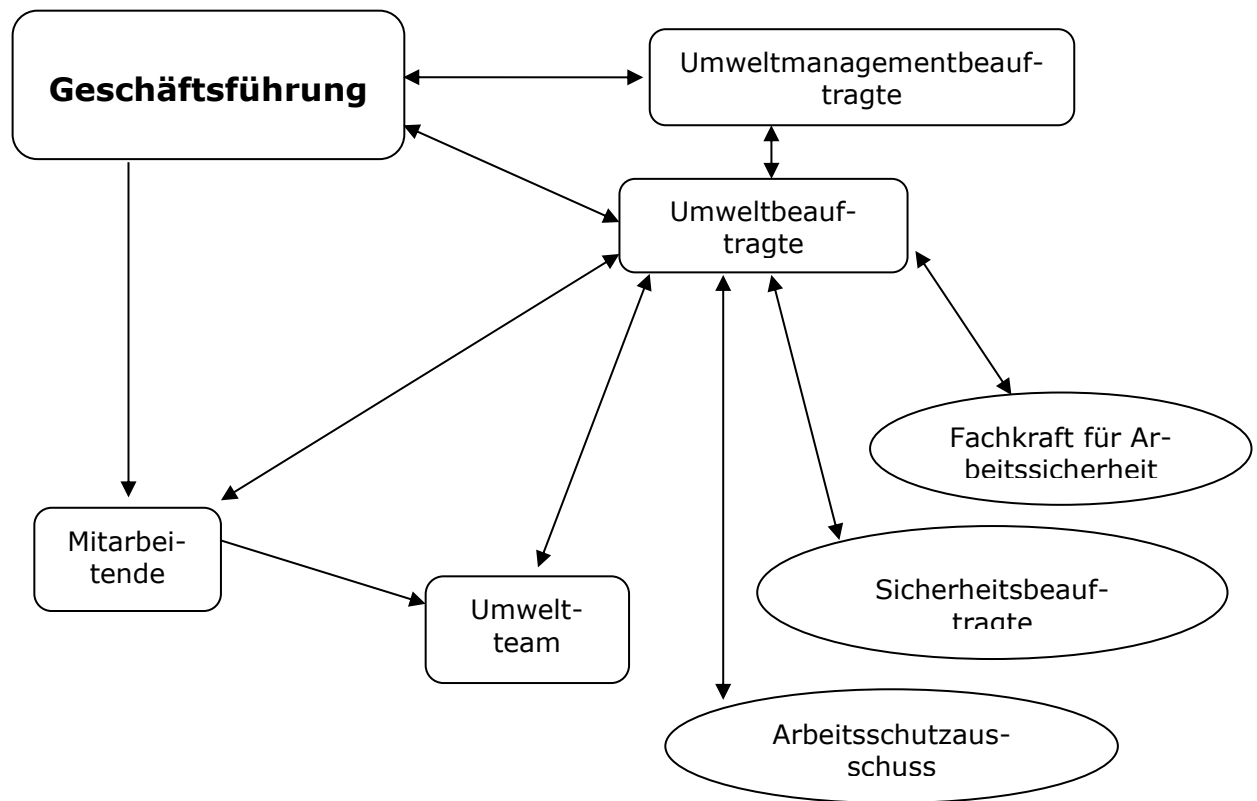 Geschäftsführung
Umweltmanagementbeauf-
tragte
Umweltbeauf-
tragte
Fachkraft für Ar-
beitssicherheit
Mitarbei-
tende
Umwelt-
team
Sicherheitsbeauf-
tragte
Arbeitsschutzaus-
schuss